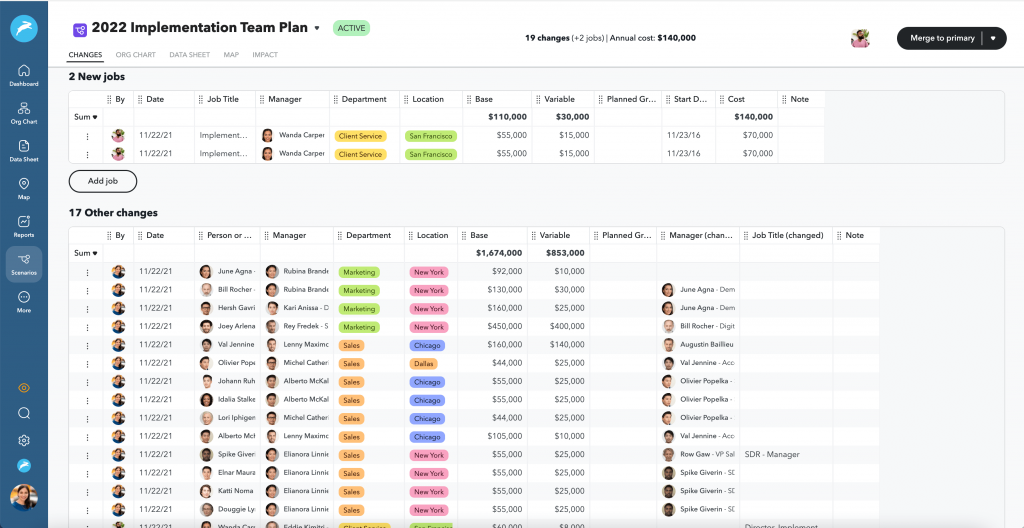 2022 Implementation Team Plan ACTIVE
19 changes (+2 jobs) | Annual cost: $140,000
Merge to primary
CHANGES ORG CHART DATA SHEET MAP IMPACT
Dashboard
Org Chart
Data Sheet
Map
Reports
Scenarios
More
2 New jobs
By Date Job Title Manager Department Location Base Variable Planned Gr... Start D... Cost Note
Sum $110,000 $30,000 $140,000
11/22/21 Implement... Wanda Carper Client Service San Francisco $55,000 $15,000 11/23/16 $70,000
11/22/21 Implement... Wanda Carper Client Service San Francisco $55,000 $15,000 11/23/16 $70,000
Add job
17 Other changes
By Date Person or ... Manager Department Location Base Variable Planned Gr... Manager (chan... Job Title (changed) Note
Sum $1,674,000 $853,000
11/22/21 June Agna - Rubina Brande Marketing New York $92,000 $10,000
11/22/21 Bill Rocher - Rubina Brande Marketing New York $130,000 $30,000 June Agna - Dem
11/22/21 Hersh Gavri Kari Anissa - D Marketing New York $160,000 $25,000 June Agna - Dem
11/22/21 Joey Arlena Rey Fredek - S Marketing New York $450,000 $400,000 Bill Rocher - Digit
11/22/21 Val Jennine Lenny Maximo Sales Chicago $160,000 $140,000 Augustin Baillieu
11/22/21 Olivier Pope Michel Catheri Sales Dallas $44,000 $25,000 Val Jennine - Acc
11/22/21 Johann Ruh Alberto McKal Sales Chicago $55,000 $25,000 Olivier Popelka -
11/22/21 Idalia Stalke Alberto McKal Sales Chicago $55,000 $25,000 Olivier Popelka -
11/22/21 Lori Iphigen Michel Catheri Sales Chicago $44,000 $25,000 Olivier Popelka -
11/22/21 Alberto McK Lenny Maximo Sales Chicago $105,000 $10,000 Val Jennine - Acc
11/22/21 Spike Giveri Elianora Linnie Sales New York $55,000 $25,000 Row Gaw - VP Sal SDR - Manager
11/22/21 Elnar Maura Elianora Linnie Sales New York $55,000 $25,000 Spike Giverin - SD
11/22/21 Katti Noma Elianora Linnie Sales New York $55,000 $25,000 Spike Giverin - SD
11/22/21 Douggie Ly Elianora Linnie Sales New York $55,000 $25,000 Spike Giverin - SD
11/22/21 Wanda Car Eddie Kimitri Client Service San Francisco $60,000 $8,000